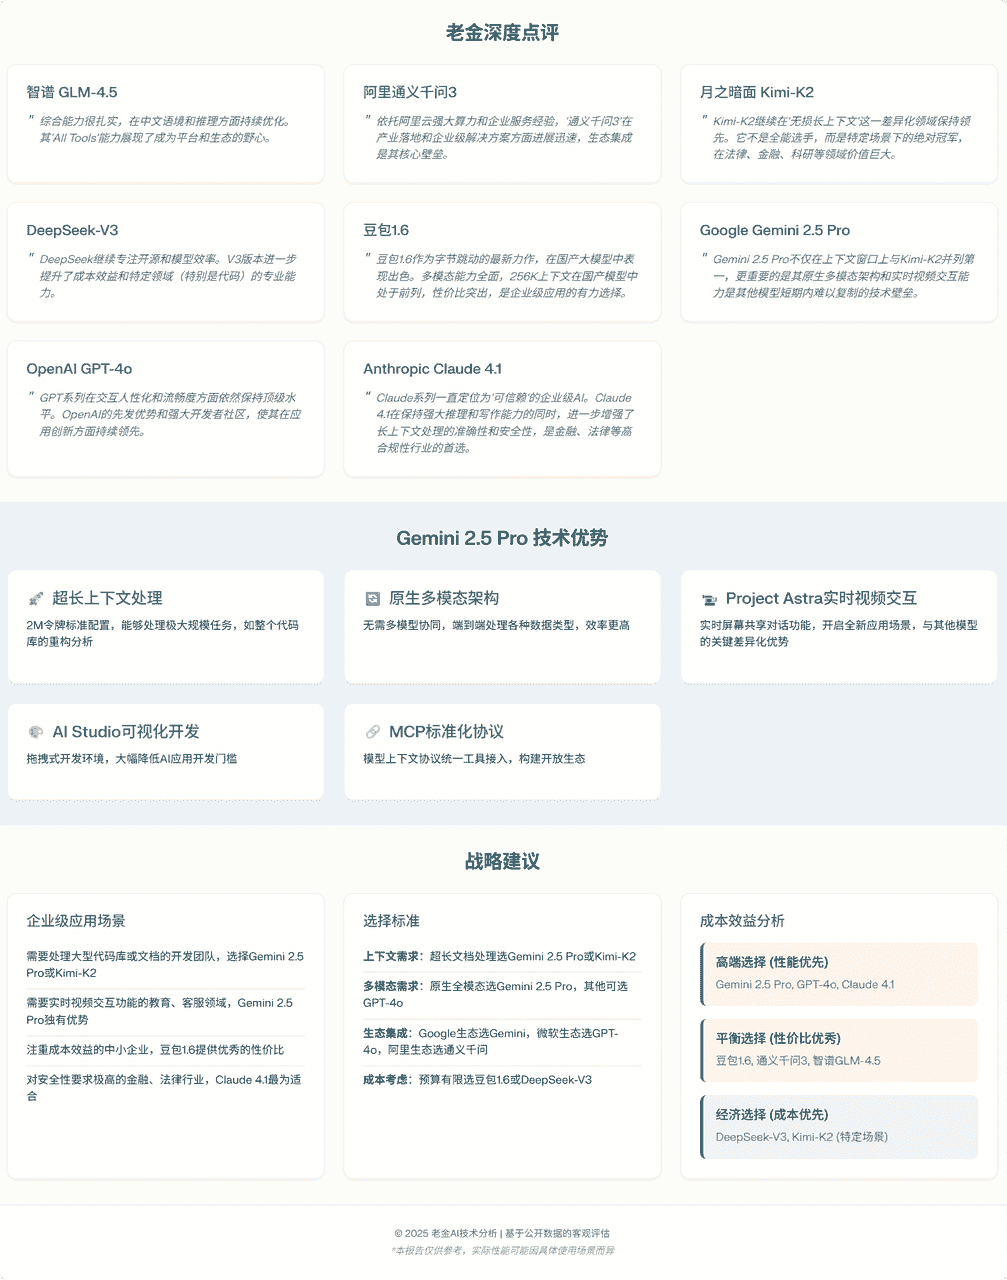 老金深度点评
智谱 GLM-4.5
" 综合能力很扎实，在中文语境和推理方面持续优化。
其'All Tools'能力展现了成为平台和生态的野心。
阿里通义千问3
" 依托阿里云强大算力和企业服务经验，'通义千问3'在
产业落地和企业级解决方案方面进展迅速，生态集成
是其核心壁垒。
月之暗面 Kimi-K2
" Kimi-K2继续在'无损长上下文'这一差异化领域保持领
先。它不是全能选手，而是特定场景下的绝对冠军，
在法律、金融、科研等领域价值巨大。
DeepSeek-V3
" DeepSeek继续专注开源和模型效率。V3版本进一步
提升了成本效益和特定领域（特别是代码）的专业能
力。
豆包1.6
" 豆包1.6作为字节跳动的最新力作，在国产大模型中表
现出色。多模态能力全面，256K上下文在国产模型中
处于前列，性价比突出，是企业级应用的有力选择。
Google Gemini 2.5 Pro
" Gemini 2.5 Pro不仅在上下文窗口上与Kimi-K2并列第
一，更重要的是其原生多模态架构和实时视频交互能
力是其他模型短期内难以复制的技术壁垒。
OpenAI GPT-4o
" GPT系列在交互人性化和流畅度方面依然保持顶级水
平。OpenAI的先发优势和强大开发者社区，使其在应
用创新方面持续领先。
Anthropic Claude 4.1
" Claude系列一直定位为'可信赖'的企业级AI。Claude
4.1在保持强大推理和写作能力的同时，进一步增强了
长上下文处理的准确性和安全性，是金融、法律等高
合规性行业的首选。
Gemini 2.5 Pro 技术优势
超长上下文处理
2M令牌标准配置，能够处理极大规模任务，如整个代码
库的重构分析
原生多模态架构
无需多模型协同，端到端处理各种数据类型，效率更高
Project Astra实时视频交互
实时屏幕共享对话功能，开启全新应用场景，与其他模型
的关键差异化优势
AI Studio可视化开发
拖拽式开发环境，大幅降低AI应用开发门槛
MCP标准化协议
模型上下文协议统一工具接入，构建开放生态
战略建议
企业级应用场景
需要处理大型代码库或文档的开发团队，选择Gemini 2.5
Pro或Kimi-K2
需要实时视频交互功能的教育、客服领域，Gemini 2.5
Pro独有优势
注重成本效益的中小企业，豆包1.6提供优秀的性价比
对安全性要求极高的金融、法律行业，Claude 4.1最为适
合
选择标准
上下文需求：超长文档处理选Gemini 2.5 Pro或Kimi-K2
多模态需求：原生全模态选Gemini 2.5 Pro，其他可选
GPT-4o
生态集成：Google生态选Gemini，微软生态选GPT-
4o，阿里生态选通义千问
成本考虑：预算有限选豆包1.6或DeepSeek-V3
成本效益分析
高端选择 (性能优先)
Gemini 2.5 Pro, GPT-4o, Claude 4.1
平衡选择 (性价比优秀)
豆包1.6, 通义千问3, 智谱GLM-4.5
经济选择 (成本优先)
DeepSeek-V3, Kimi-K2 (特定场景)
© 2025 老金AI技术分析 | 基于公开数据的客观评估
*本报告仅供参考，实际性能可能因具体使用场景而异